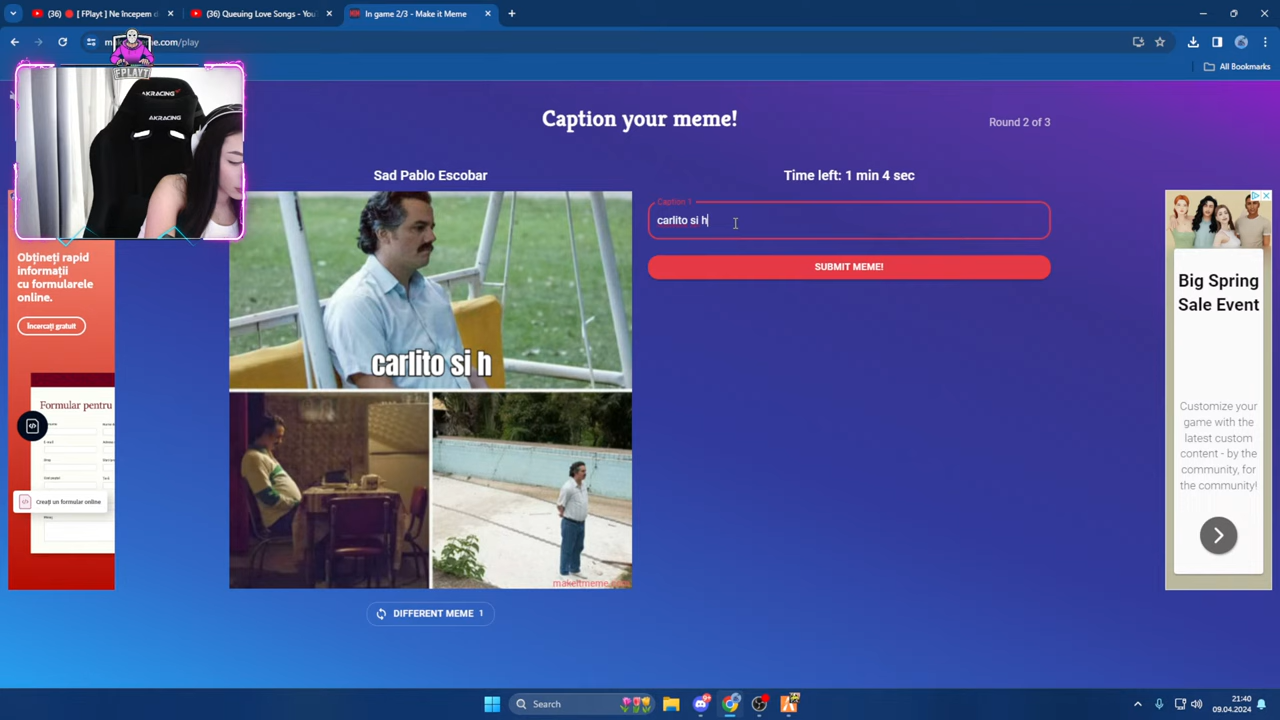 (36) [ FPlayt ] Ne Incepem d
(36) Queuing Love Songs - You
In game 2/3 - Make it Meme
e.com/play
All Bookmarks
FPLAYT
AKRACING
AKRACING
Caption your meme!
Round 2 of 3
Sad Pablo Escobar
Time left: 1 min 4 sec
Caption 1
carlito si h
SUBMIT MEME!
carlito si h
makeitmeme.com
DIFFERENT MEME 1
Obțineți rapid
informații
cu formularele
online.
Încercați gratuit
Formular pentru
Creați un formular online
Big Spring
Sale Event
Customize your
game with the
latest custom
content - by the
community, for
the community!
Search
21:40
09.04.2024